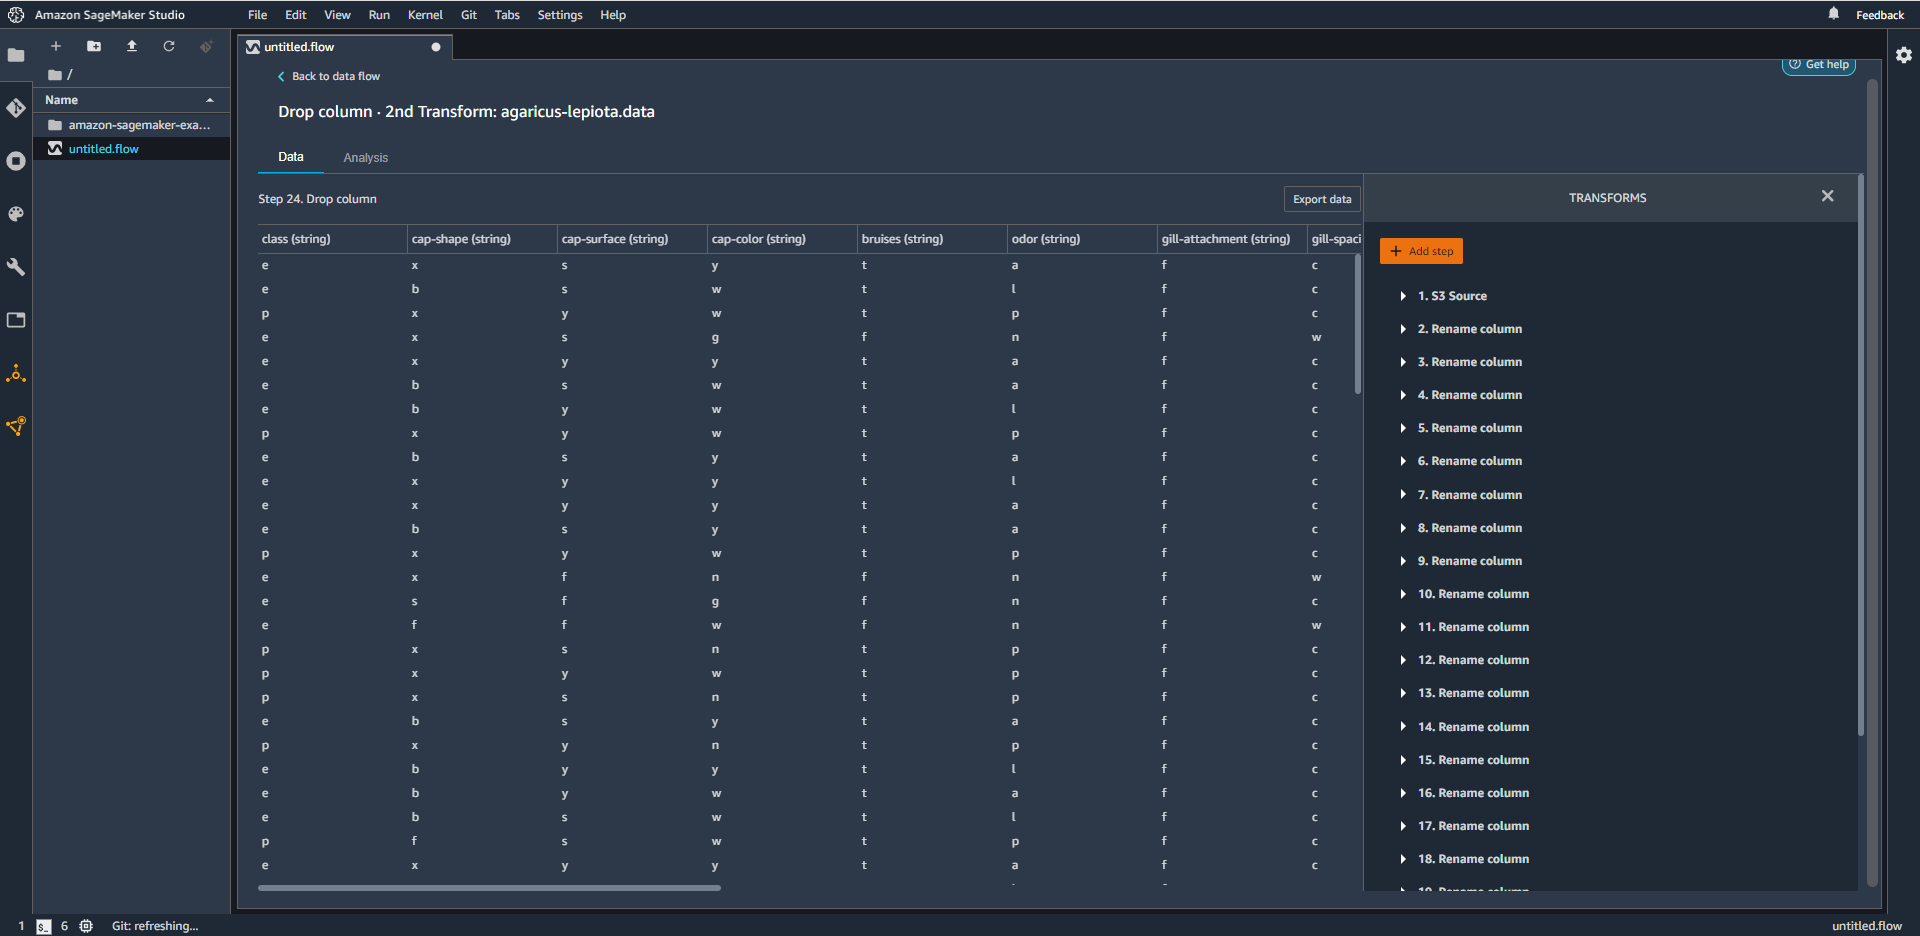 Amazon SageMaker Studio File Edit View Run Kernel Git Tabs Settings Help Feedback
untitled.flow
/
Name
amazon-sagemaker-exa...
untitled.flow
Back to data flow
Get help
Drop column · 2nd Transform: agaricus-lepiota.data
Data Analysis
Step 24. Drop column
Export data
class (string) cap-shape (string) cap-surface (string) cap-color (string) bruises (string) odor (string) gill-attachment (string) gill-spaci
e x s y t a f c
e b s w t l f c
p x y w t p f c
e x s g f n f w
e x y y t a f c
e b s w t a f c
e b y w t l f c
p x y w t p f c
e b s y t a f c
e x y y t l f c
e x y y t a f c
e b s y t a f c
p x y w t p f c
e x f n f n f w
e s f g f n f c
e f f w f n f w
p x s n t p f c
p x y w t p f c
p x s n t p f c
e b s y t a f c
p x y n t p f c
e b y y t l f c
e b y w t a f c
e b s w t l f c
p f s w t p f c
e x y y t a f c
TRANSFORMS
Add step
1. S3 Source
2. Rename column
3. Rename column
4. Rename column
5. Rename column
6. Rename column
7. Rename column
8. Rename column
9. Rename column
10. Rename column
11. Rename column
12. Rename column
13. Rename column
14. Rename column
15. Rename column
16. Rename column
17. Rename column
18. Rename column
19. Rename column
1 $_ 6 Git: refreshing...
untitled.flow